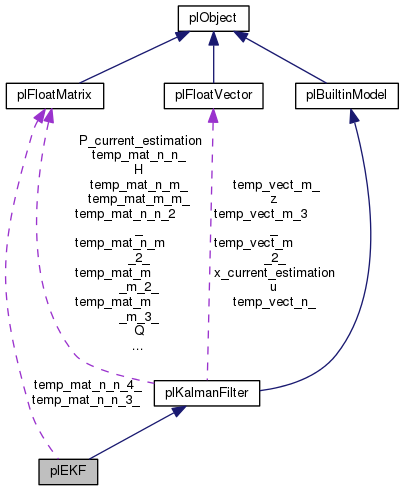 plObject
plFloatMatrix
plFloatVector
plBuiltinModel
P_current_estimation
temp_mat_n_n_
H
temp_mat_n_m_
temp_mat_m_m_
temp_mat_n_n_2
_
temp_mat_n_m
_2_
temp_mat_m
_m_2_
temp_mat_m
_m_3_
Q
...
temp_vect_m_
z
temp_vect_m_3
_
temp_vect_m
_2_
x_current_estimation
u
temp_vect_n_
temp_mat_n_n_4_
temp_mat_n_n_3_
plKalmanFilter
plEKF